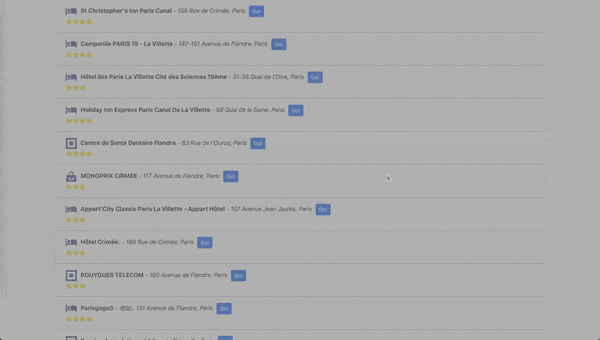 St Christopher's Inn Paris Canal - 159 Rue de Crimée, Paris Go!
Campanile PARIS 19 - La Villette - 147-151 Avenue de Flandre, Paris Go!
Hôtel Ibis Paris La Villette Cité des Sciences 19ème - 31-35 Quai de l'Oise, Paris Go!
Holiday Inn Express Paris Canal De La Villette - 68 Quai de la Seine, Paris Go!
Centre de Santé Dentaire Flandre - 83 Rue de l'Ourcq, Paris Go!
MONOPRIX CRIMEE - 117 Avenue de Flandre, Paris Go!
Appart'City Classic Paris La Villette - Appart Hôtel - 157 Avenue Jean Jaurès, Paris Go!
Hôtel Crimée. - 188 Rue de Crimée, Paris Go!
BOUYGUES TELECOM - 100 Avenue de Flandre, Paris Go!
Parisgogo3 - 131 Avenue de Flandre, Paris Go!